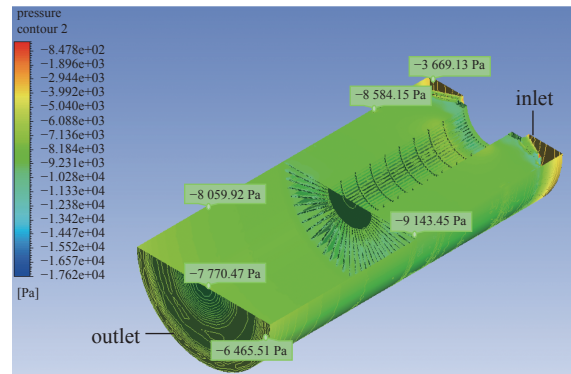 pressure
contour 2
−8.478e+02
−1.896e+03
−2.944e+03
−3.992e+03
−5.040e+03
−6.088e+03
−7.136e+03
−8.184e+03
−9.231e+03
−1.028e+04
−1.133e+04
−1.238e+04
−1.342e+04
−1.447e+04
−1.552e+04
−1.657e+04
−1.762e+04
[Pa]
−3 669.13 Pa
−8 584.15 Pa
inlet
−8 059.92 Pa
−9 143.45 Pa
−7 770.47 Pa
outlet
−6 465.51 Pa